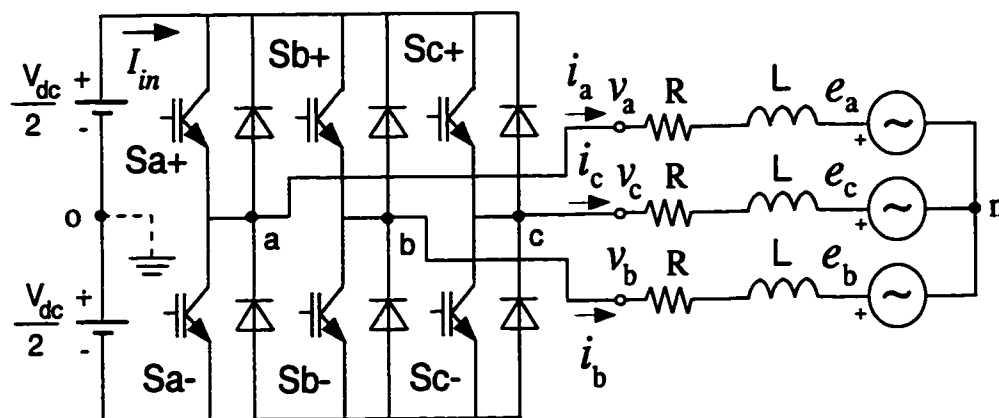 I_in
V_dc/2
+
-
o
V_dc/2
+
-
Sa+
Sb+
Sc+
a
b
c
Sa-
Sb-
Sc-
i_a
v_a
R
L
e_a
+
~
i_c
v_c
R
L
e_c
+
~
n
v_b
R
L
e_b
+
~
i_b